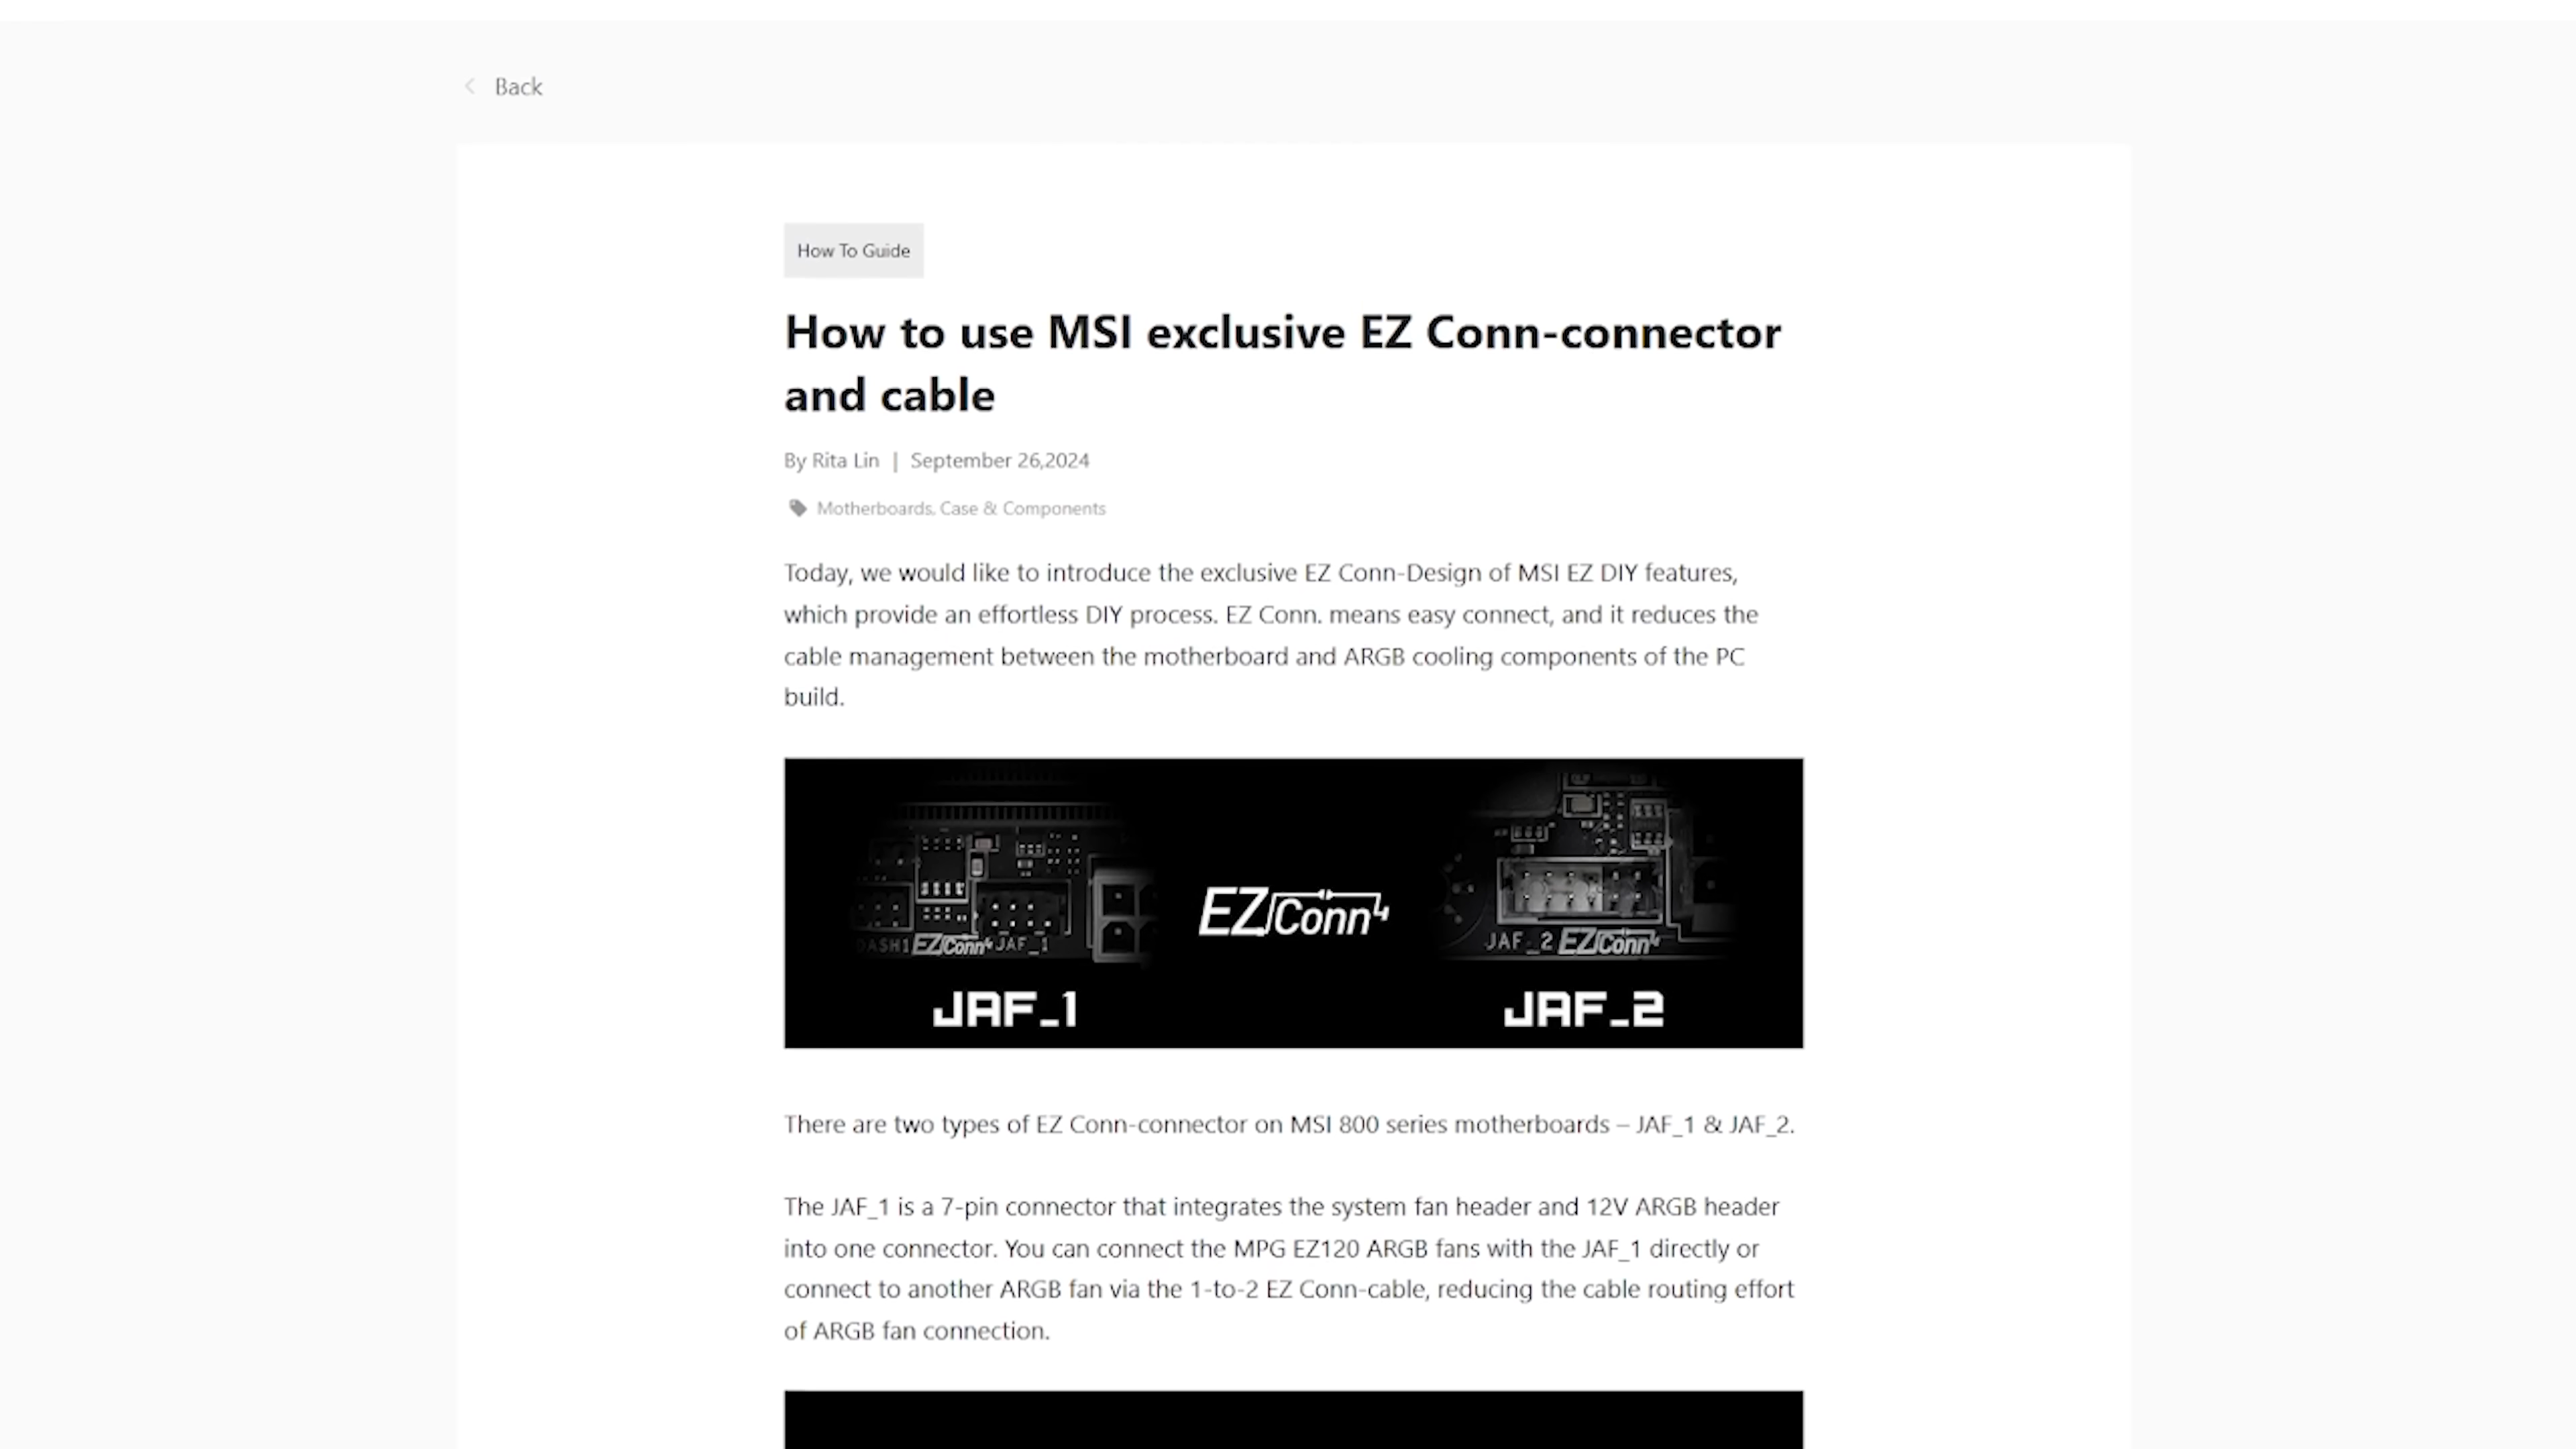 Back
How To Guide
How to use MSI exclusive EZ Conn-connector
and cable
By Rita Lin | September 26,2024
Motherboards, Case & Components
Today, we would like to introduce the exclusive EZ Conn-Design of MSI EZ DIY features,
which provide an effortless DIY process. EZ Conn. means easy connect, and it reduces the
cable management between the motherboard and ARGB cooling components of the PC
build.
EZ Conn
DASH1 EZ Conn JAF_1
JAF_2 EZ Conn
JAF_1
JAF_2
There are two types of EZ Conn-connector on MSI 800 series motherboards – JAF_1 & JAF_2.
The JAF_1 is a 7-pin connector that integrates the system fan header and 12V ARGB header
into one connector. You can connect the MPG EZ120 ARGB fans with the JAF_1 directly or
connect to another ARGB fan via the 1-to-2 EZ Conn-cable, reducing the cable routing effort
of ARGB fan connection.